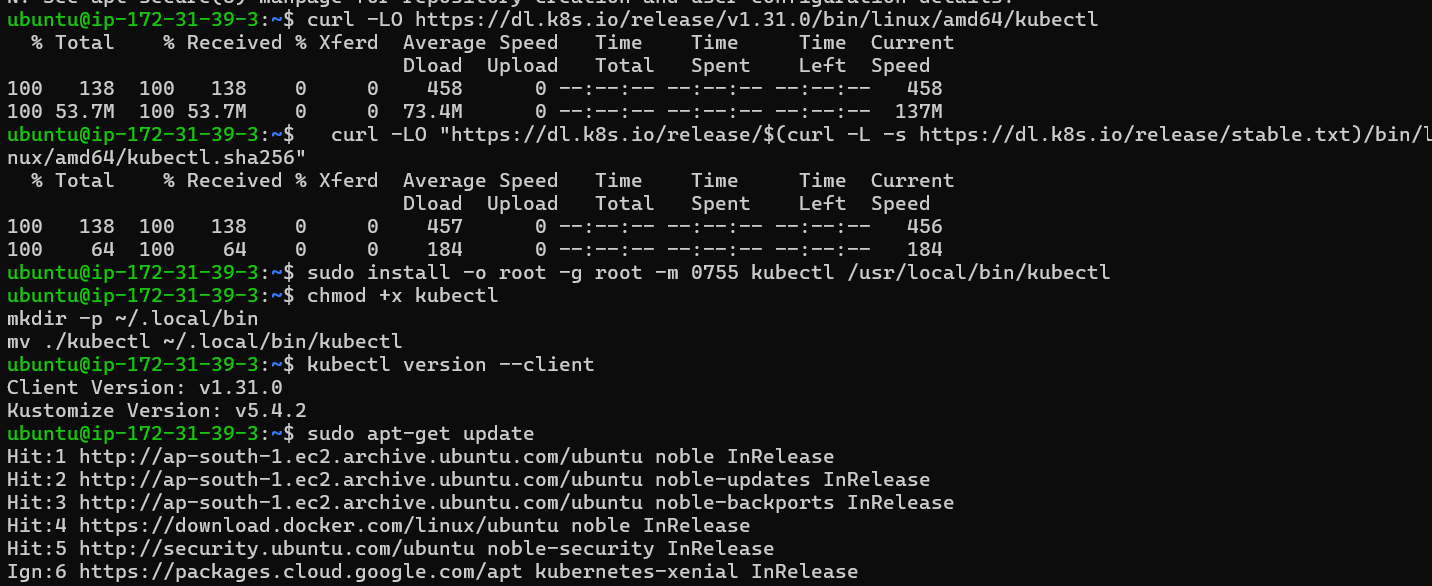 ubuntu@ip-172-31-39-3:~$ curl -LO https://dl.k8s.io/release/v1.31.0/bin/linux/amd64/kubectl
  % Total    % Received % Xferd  Average Speed   Time    Time     Time  Current
                                 Dload  Upload   Total   Spent    Left  Speed
100   138  100   138    0     0    458      0 --:--:-- --:--:-- --:--:--   458
100 53.7M  100 53.7M    0     0  73.4M      0 --:--:-- --:--:-- --:--:--  137M
ubuntu@ip-172-31-39-3:~$   curl -LO "https://dl.k8s.io/release/$(curl -L -s https://dl.k8s.io/release/stable.txt)/bin/l
nux/amd64/kubectl.sha256"
  % Total    % Received % Xferd  Average Speed   Time    Time     Time  Current
                                 Dload  Upload   Total   Spent    Left  Speed
100   138  100   138    0     0    457      0 --:--:-- --:--:-- --:--:--   456
100    64  100    64    0     0    184      0 --:--:-- --:--:-- --:--:--   184
ubuntu@ip-172-31-39-3:~$ sudo install -o root -g root -m 0755 kubectl /usr/local/bin/kubectl
ubuntu@ip-172-31-39-3:~$ chmod +x kubectl
mkdir -p ~/.local/bin
mv ./kubectl ~/.local/bin/kubectl
ubuntu@ip-172-31-39-3:~$ kubectl version --client
Client Version: v1.31.0
Kustomize Version: v5.4.2
ubuntu@ip-172-31-39-3:~$ sudo apt-get update
Hit:1 http://ap-south-1.ec2.archive.ubuntu.com/ubuntu noble InRelease
Hit:2 http://ap-south-1.ec2.archive.ubuntu.com/ubuntu noble-updates InRelease
Hit:3 http://ap-south-1.ec2.archive.ubuntu.com/ubuntu noble-backports InRelease
Hit:4 https://download.docker.com/linux/ubuntu noble InRelease
Hit:5 http://security.ubuntu.com/ubuntu noble-security InRelease
Ign:6 https://packages.cloud.google.com/apt kubernetes-xenial InRelease